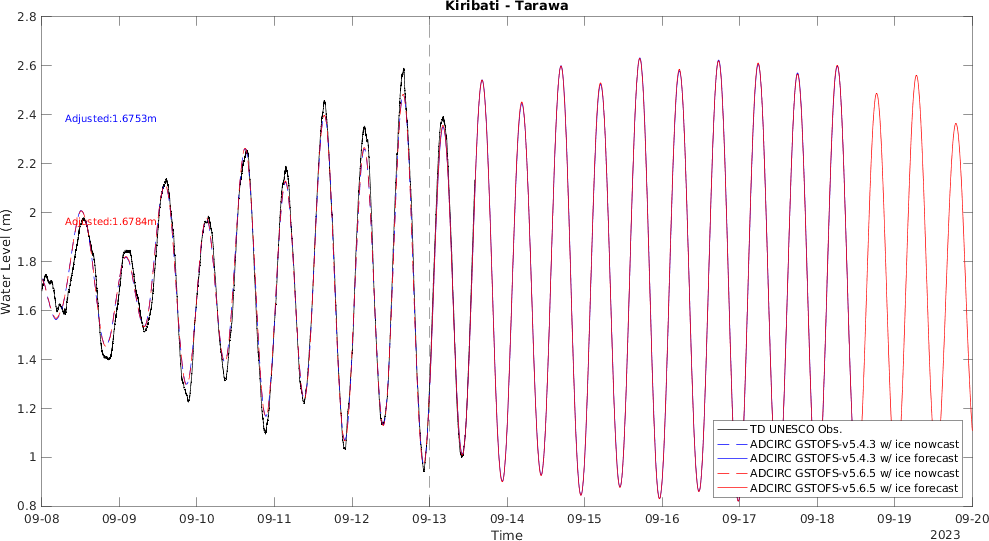 Kiribati - Tarawa
2.8
2.6
2.4
2.2
2
1.8
1.6
1.4
1.2
1
0.8
Water Level (m)
Adjusted:1.6753m
Adjusted:1.6784m
TD UNESCO Obs.
ADCIRC GSTOFS-v5.4.3 w/ ice nowcast
ADCIRC GSTOFS-v5.4.3 w/ ice forecast
ADCIRC GSTOFS-v5.6.5 w/ ice nowcast
ADCIRC GSTOFS-v5.6.5 w/ ice forecast
09-08 09-09 09-10 09-11 09-12 09-13 09-14 09-15 09-16 09-17 09-18 09-19 09-20
Time
2023